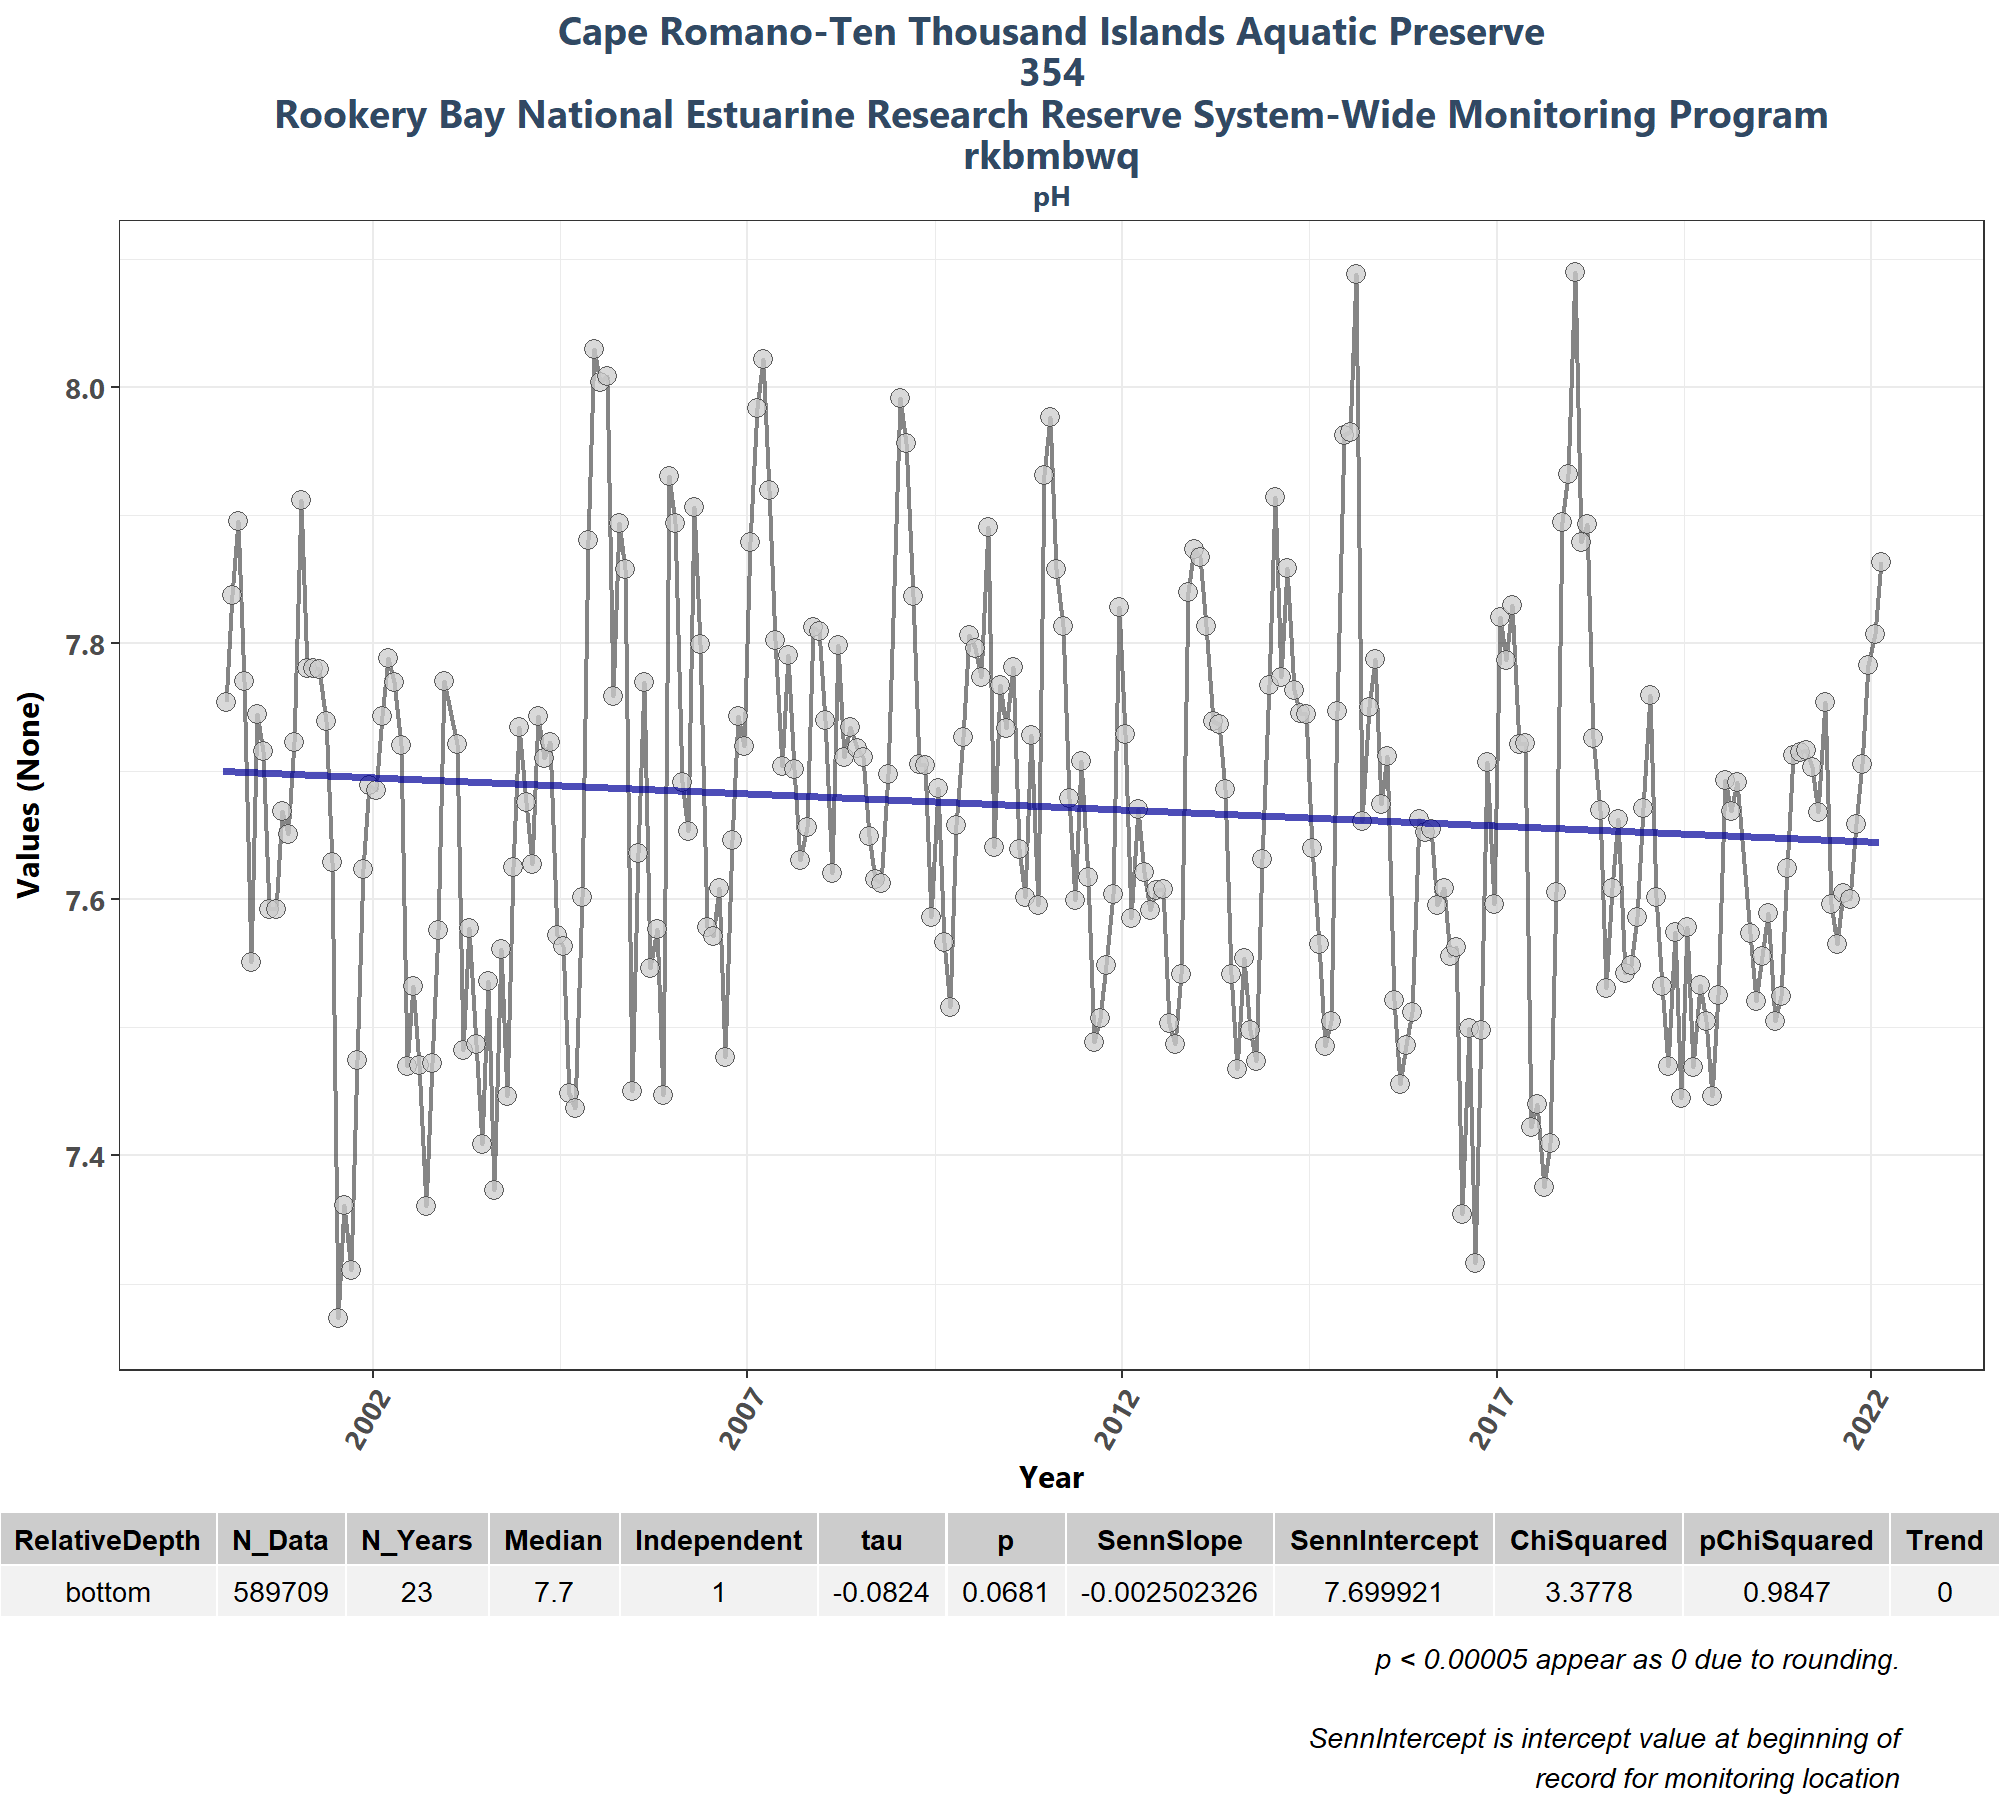 Cape Romano-Ten Thousand Islands Aquatic Preserve
354
Rookery Bay National Estuarine Research Reserve System-Wide Monitoring Program
rkbmbwq
pH
Values (None)
8.0
7.8
7.6
7.4
2002 2007 2012 2017 2022
Year
RelativeDepth N_Data N_Years Median Independent tau p SennSlope SennIntercept ChiSquared pChiSquared Trend
bottom 589709 23 7.7 1 -0.0824 0.0681 -0.002502326 7.699921 3.3778 0.9847 0
p < 0.00005 appear as 0 due to rounding.
SennIntercept is intercept value at beginning of
record for monitoring location